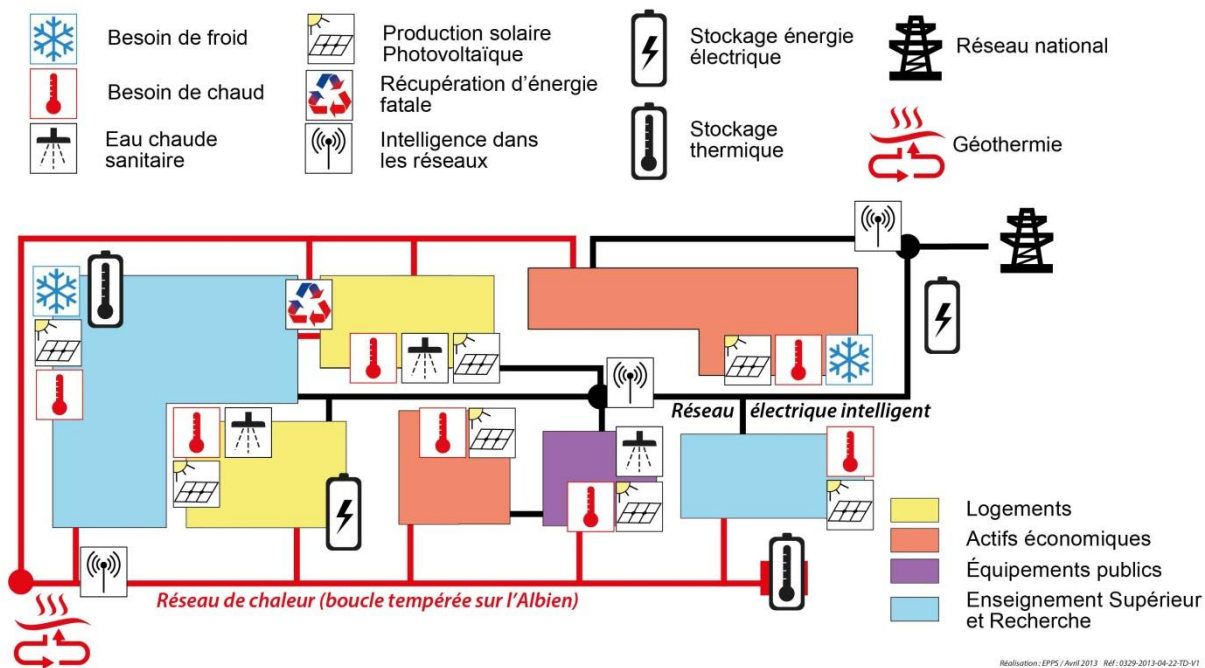 Besoin de froid
Besoin de chaud
Eau chaude
sanitaire
Production solaire
Photovoltaïque
Récupération d'énergie
fatale
Intelligence dans
les réseaux
Stockage énergie
électrique
Stockage
thermique
Réseau national
Géothermie
Réseau électrique intelligent
Réseau de chaleur (boucle tempérée sur l'Albien)
Logements
Actifs économiques
Équipements publics
Enseignement Supérieur
et Recherche
Réalisation : EPPS / Avril 2013 Réf : 0329-2013-04-22-TD-V1